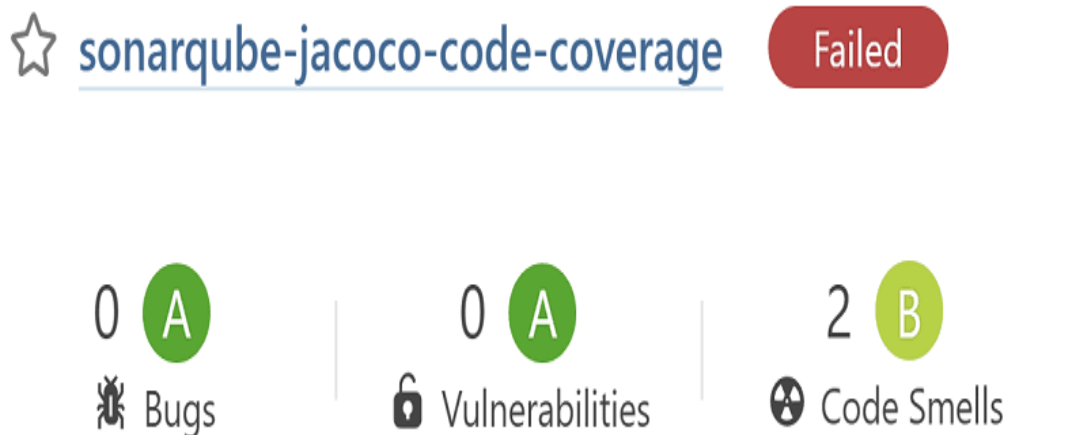 sonarqube-jacoco-code-coverage Failed
0 A 0 A 2 B
Bugs Vulnerabilities Code Smells